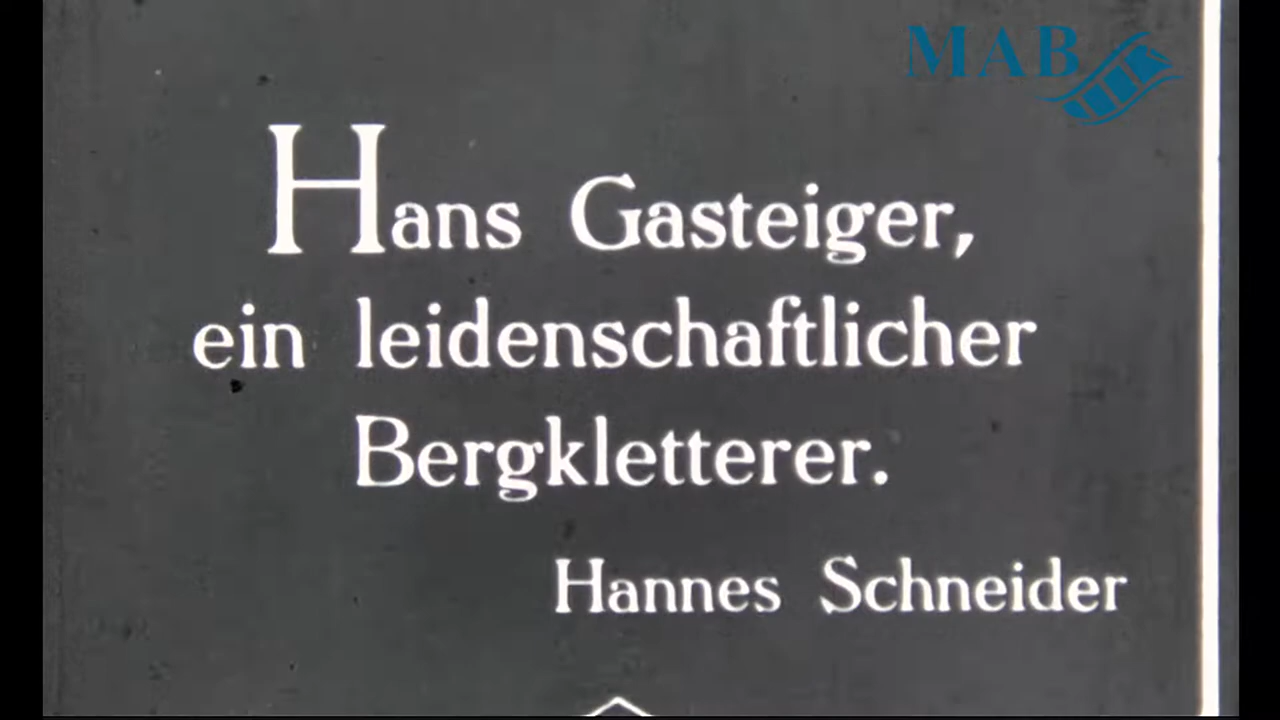 MAB
Hans Gasteiger,
ein leidenschaftlicher
Bergkletterer.
Hannes Schneider